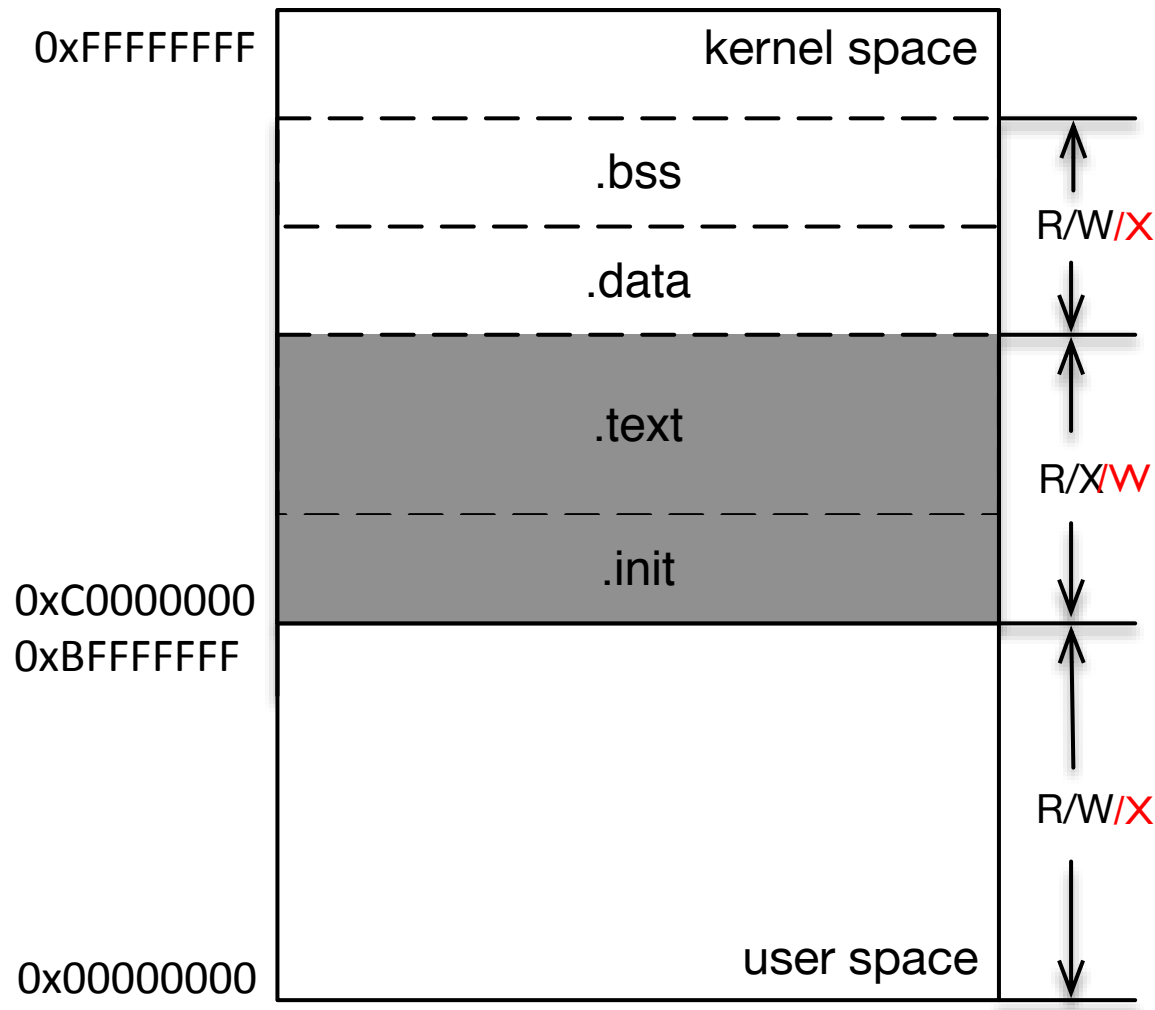 0xFFFFFFFF
kernel space
.bss
R/W/X
.data
.text
R/X/W
.init
0xC0000000
0xBFFFFFFF
R/W/X
user space
0x00000000